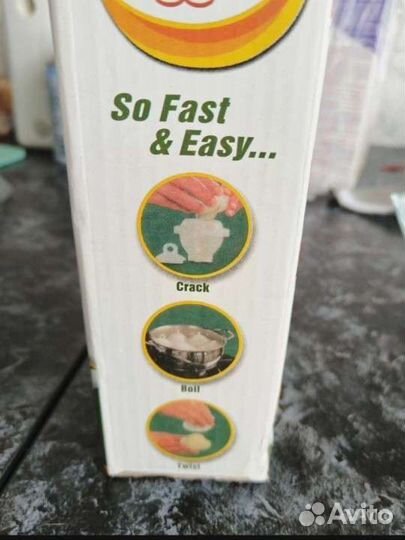 So Fast
& Easy...
Crack
Boil
Twist
Avito